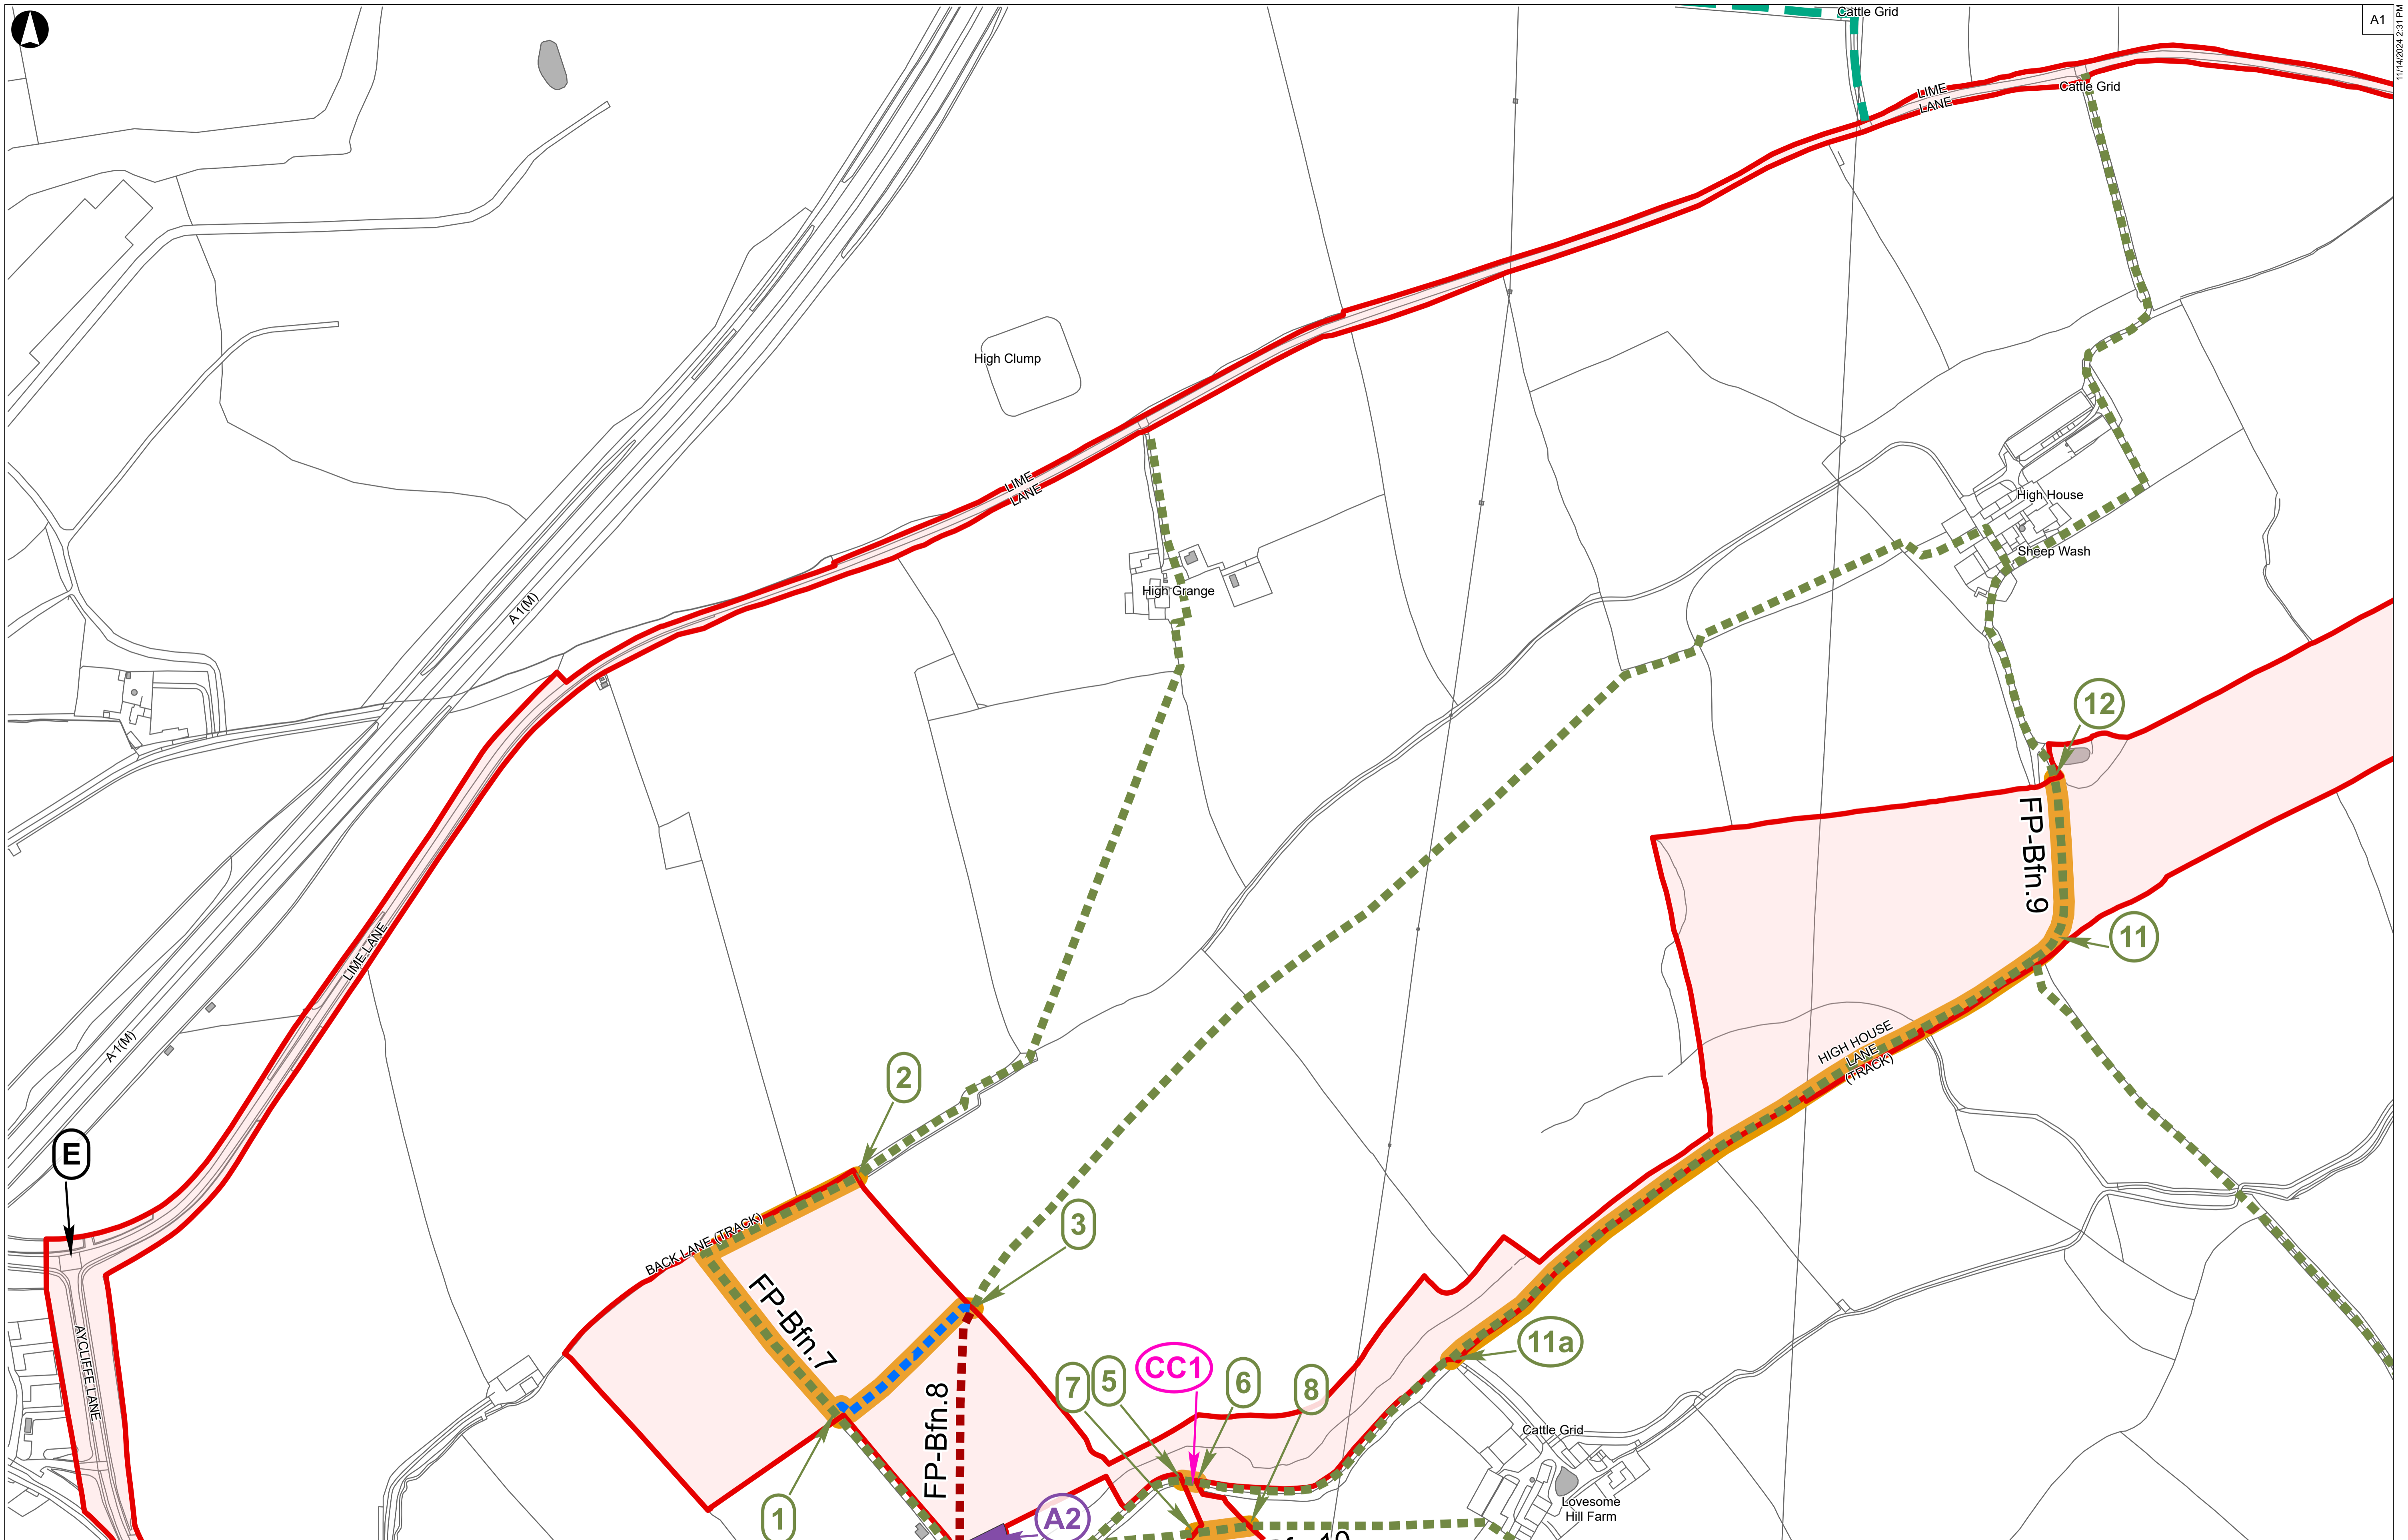 Cattle Grid
A1
11/14/2024 2:31 PM
LIME
LANE
Cattle Grid
High Clump
LIME
LANE
High House
Sheep Wash
High Grange
A 1(M)
12
FP-Bfn.9
11
LIME LANE
A 1(M)
HIGH HOUSE
LANE
(TRACK)
2
E
3
BACK LANE (TRACK)
FP-Bfn.7
11a
AYCLIFFE LANE
CC1
7
5
6
8
FP-Bfn.8
Cattle Grid
1
A2
Lovesome
Hill Farm